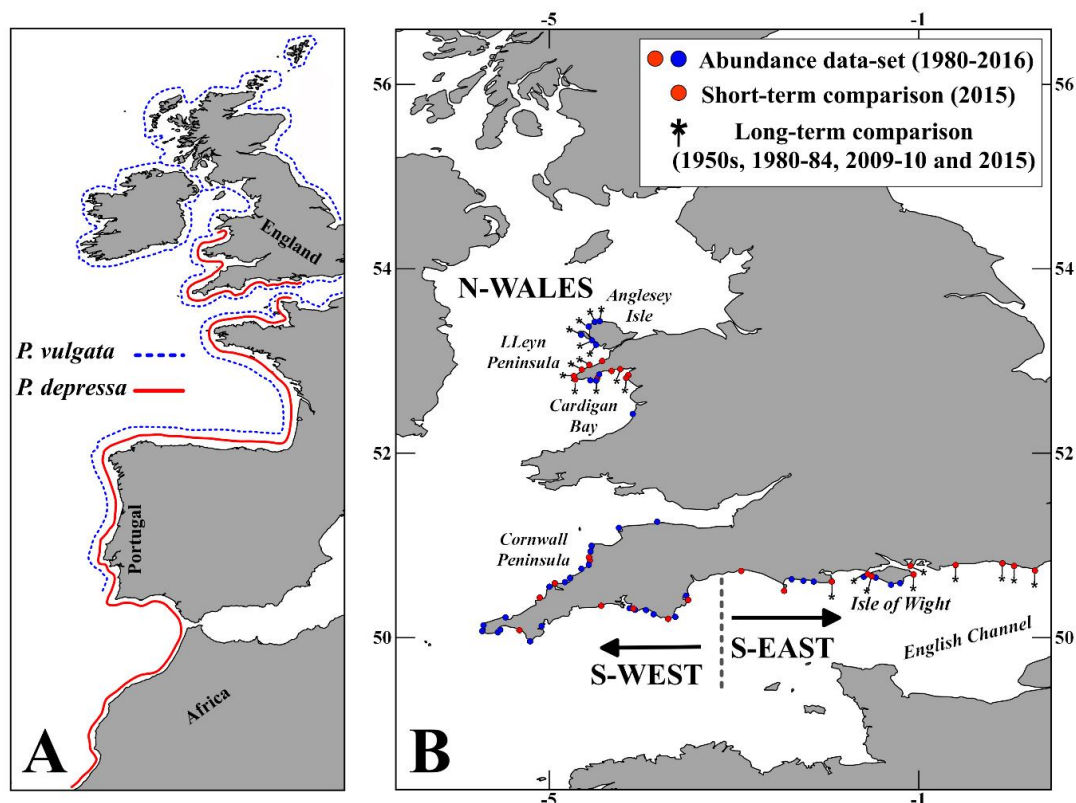 England
P. vulgata
P. depressa
Portugal
Africa
A
-5
-1
56
54
52
50
Abundance data-set (1980-2016)
Short-term comparison (2015)
* Long-term comparison
(1950s, 1980-84, 2009-10 and 2015)
N-WALES
Anglesey
Isle
LLeyn
Peninsula
Cardigan
Bay
Cornwall
Peninsula
Isle of Wight
S-WEST
S-EAST
English Channel
B
56
54
52
50
-5
-1